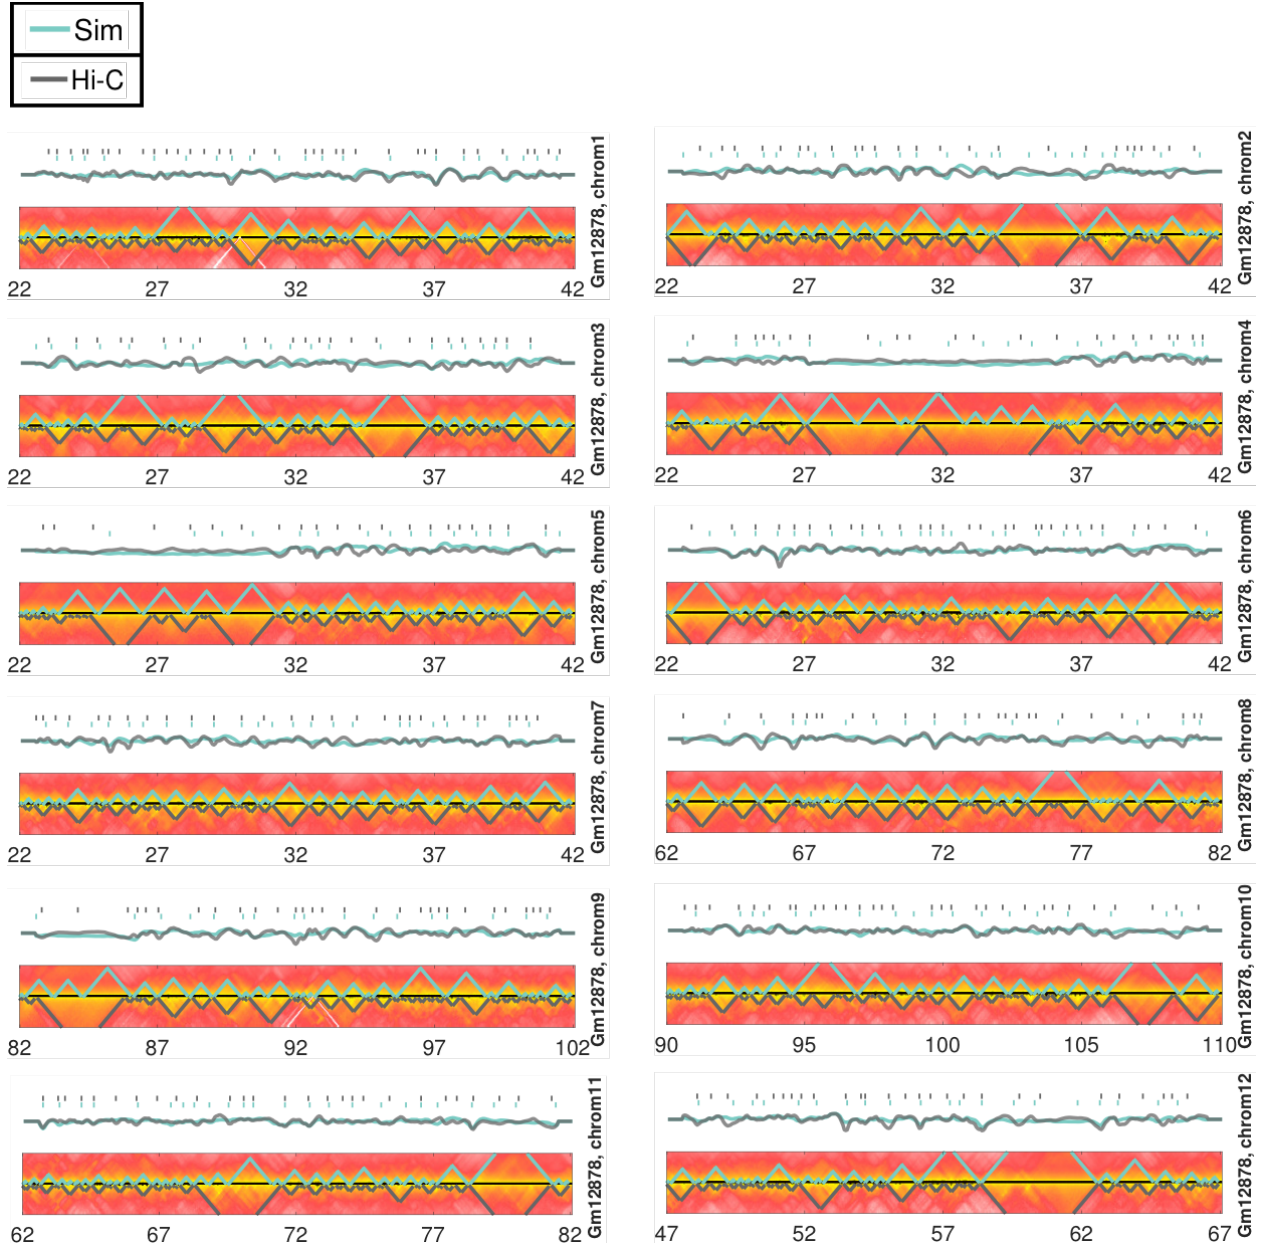 Sim
Hi-C
Gm12878, chrom1
22 27 32 37 42
Gm12878, chrom2
22 27 32 37 42
Gm12878, chrom3
22 27 32 37 42
Gm12878, chrom4
22 27 32 37 42
Gm12878, chrom5
22 27 32 37 42
Gm12878, chrom6
22 27 32 37 42
Gm12878, chrom7
22 27 32 37 42
Gm12878, chrom8
62 67 72 77 82
Gm12878, chrom9
82 87 92 97 102
Gm12878, chrom10
90 95 100 105 110
Gm12878, chrom11
62 67 72 77 82
Gm12878, chrom12
47 52 57 62 67